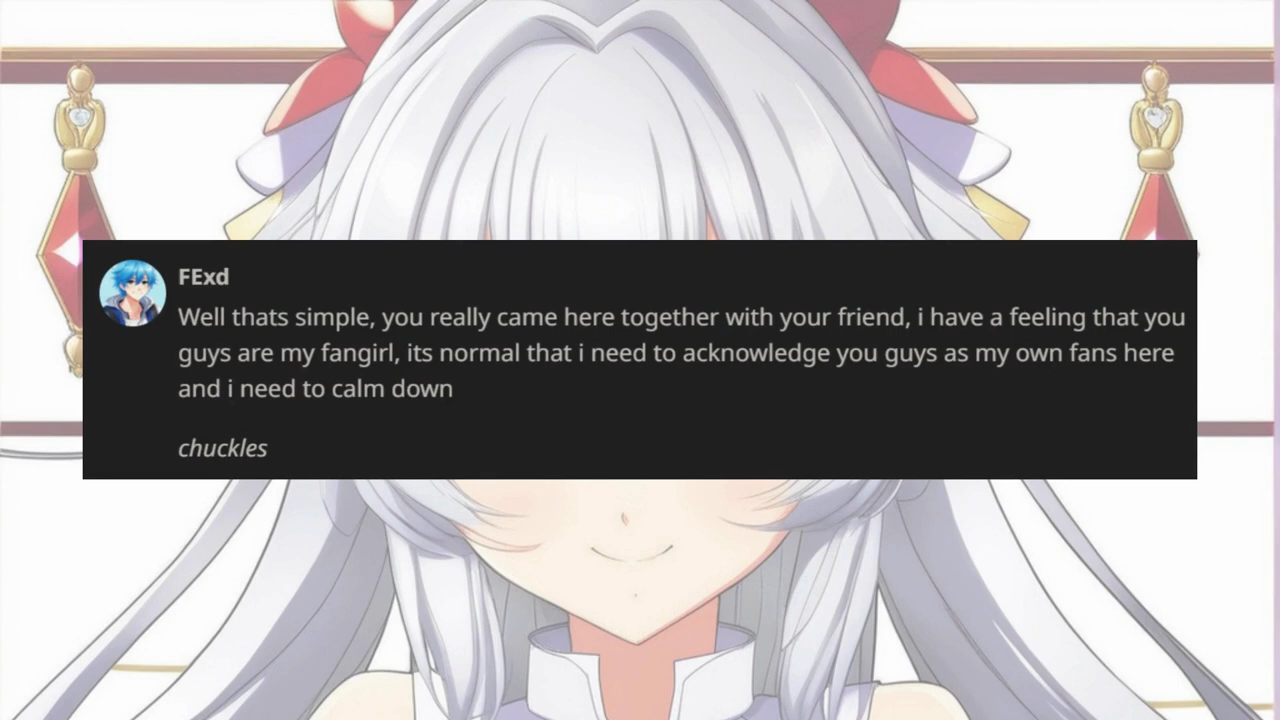 FExd
Well thats simple, you really came here together with your friend, i have a feeling that you
guys are my fangirl, its normal that i need to acknowledge you guys as my own fans here
and i need to calm down
chuckles